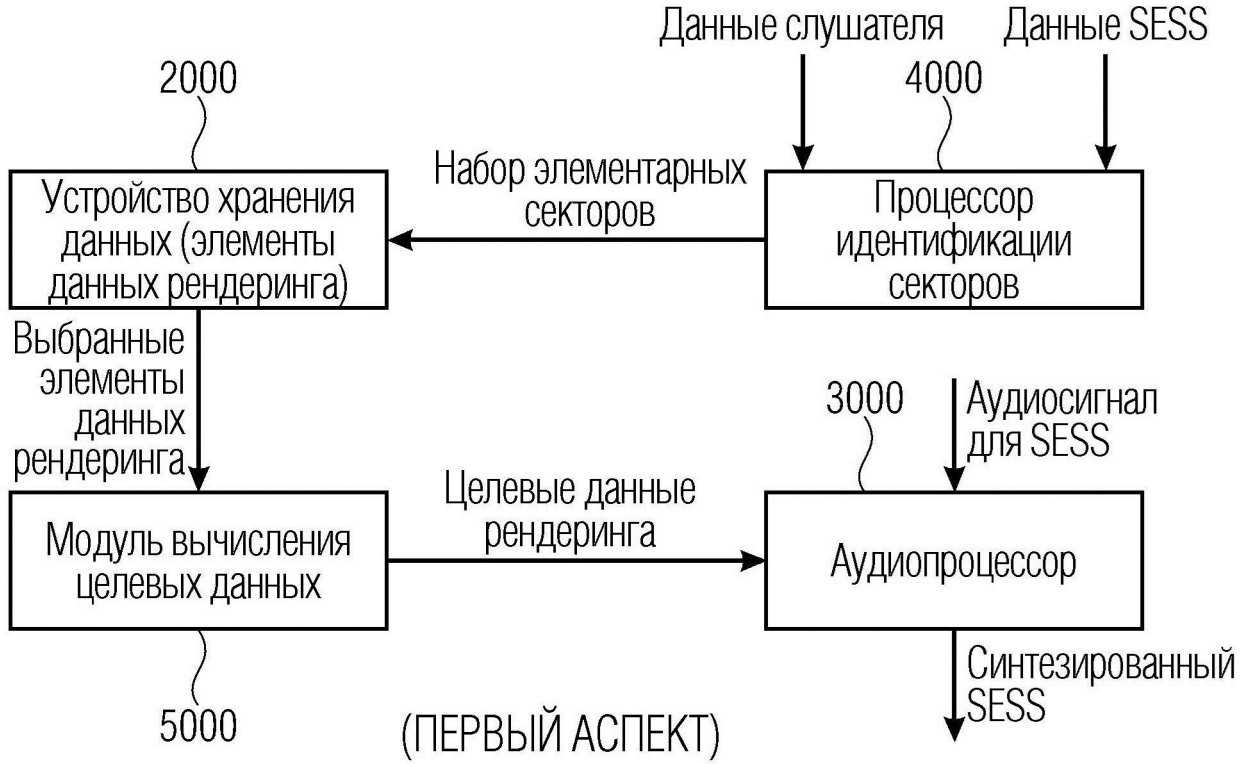 Данные слушателя
Данные SESS
2000
4000
Устройство хранения
данных (элементы
данных рендеринга)
Набор элементарных
секторов
Процессор
идентификации
секторов
Выбранные
элементы
данных
рендеринга
3000
Аудиосигнал
для SESS
Модуль вычисления
целевых данных
Целевые данные
рендеринга
Аудиопроцессор
5000
(ПЕРВЫЙ АСПЕКТ)
Синтезированный
SESS